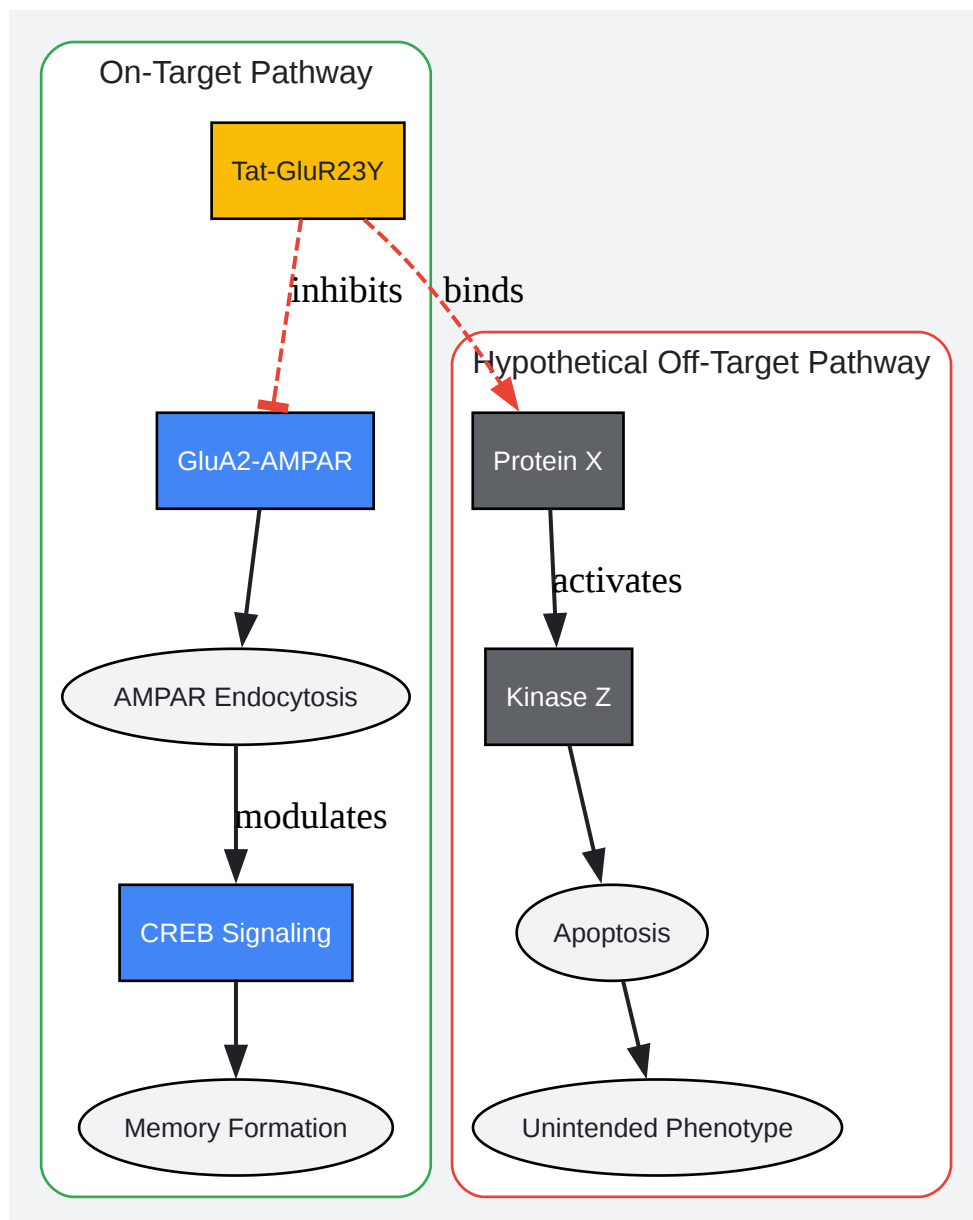 On-Target Pathway
Tat-GluR23Y
inhibits
binds
Hypothetical Off-Target Pathway
GluA2-AMPAR
Protein X
activates
AMPAR Endocytosis
Kinase Z
modulates
CREB Signaling
Apoptosis
Memory Formation
Unintended Phenotype